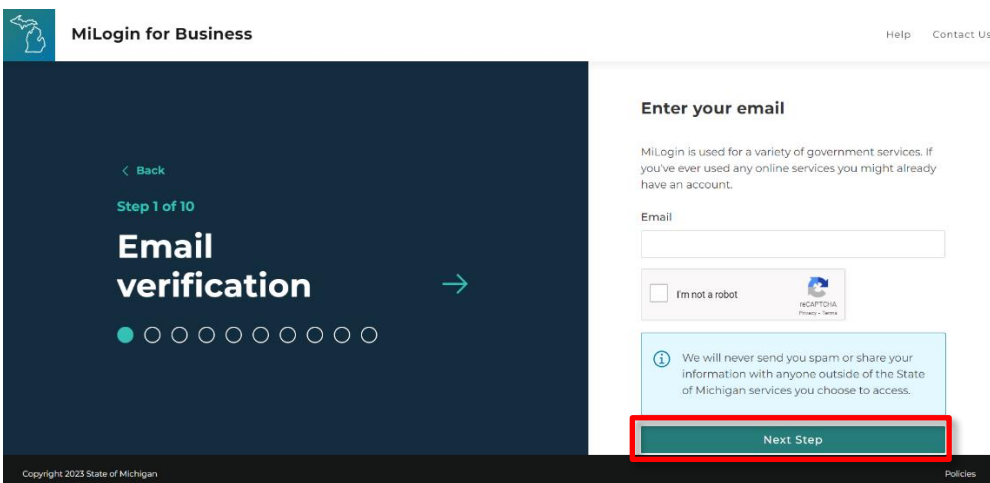 MiLogin for Business
Help Contact Us
< Back
Step 1 of 10
Email
verification
Enter your email
MiLogin is used for a variety of government services. If
you've ever used any online services you might already
have an account.
Email
I'm not a robot
reCAPTCHA
Privacy - Terms
We will never send you spam or share your
information with anyone outside of the State
of Michigan services you choose to access.
Next Step
Copyright 2023 State of Michigan
Policies